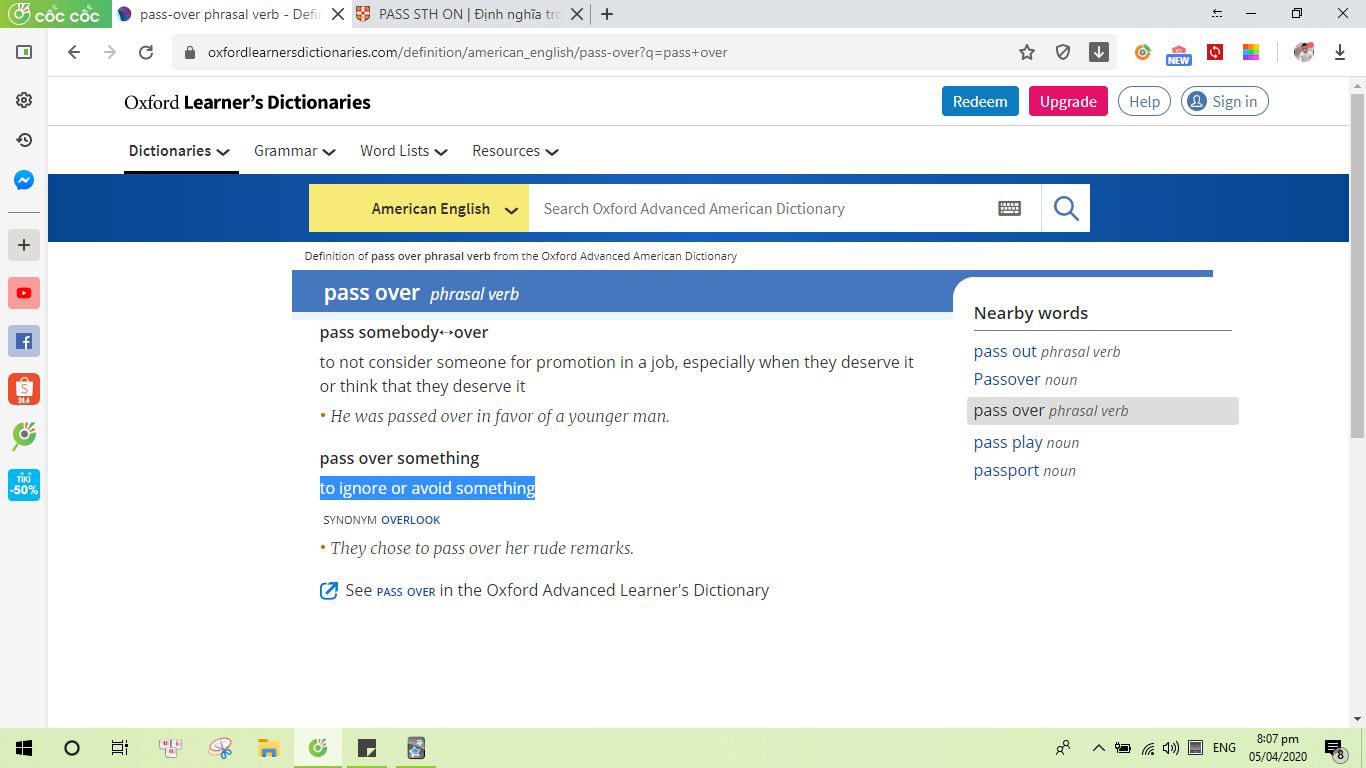 cốc cốc
pass-over phrasal verb - Defin
PASS STH ON | Định nghĩa tro
oxfordlearnersdictionaries.com/definition/american_english/pass-over?q=pass+over
NEW
Oxford Learner's Dictionaries
Redeem
Upgrade
Help
Sign in
Dictionaries
Grammar
Word Lists
Resources
American English
Search Oxford Advanced American Dictionary
Definition of pass over phrasal verb from the Oxford Advanced American Dictionary
pass over phrasal verb
pass somebody↔over
to not consider someone for promotion in a job, especially when they deserve it
or think that they deserve it
• He was passed over in favor of a younger man.
pass over something
to ignore or avoid something
SYNONYM OVERLOOK
• They chose to pass over her rude remarks.
See PASS OVER in the Oxford Advanced Learner's Dictionary
Nearby words
pass out phrasal verb
Passover noun
pass over phrasal verb
pass play noun
passport noun
24.4
TIKI
-50%
ENG
8:07 pm
05/04/2020
8